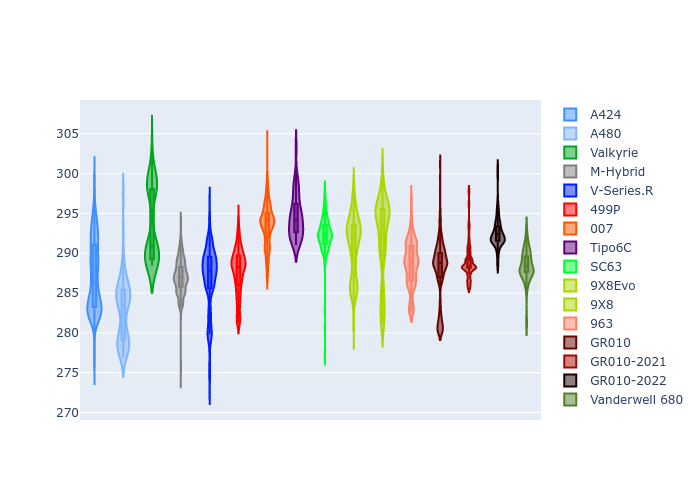 305
300
295
290
285
280
275
270
A424
A480
Valkyrie
M-Hybrid
V-Series.R
499P
007
Tipo6C
SC63
9X8Evo
9X8
963
GR010
GR010-2021
GR010-2022
Vanderwell 680